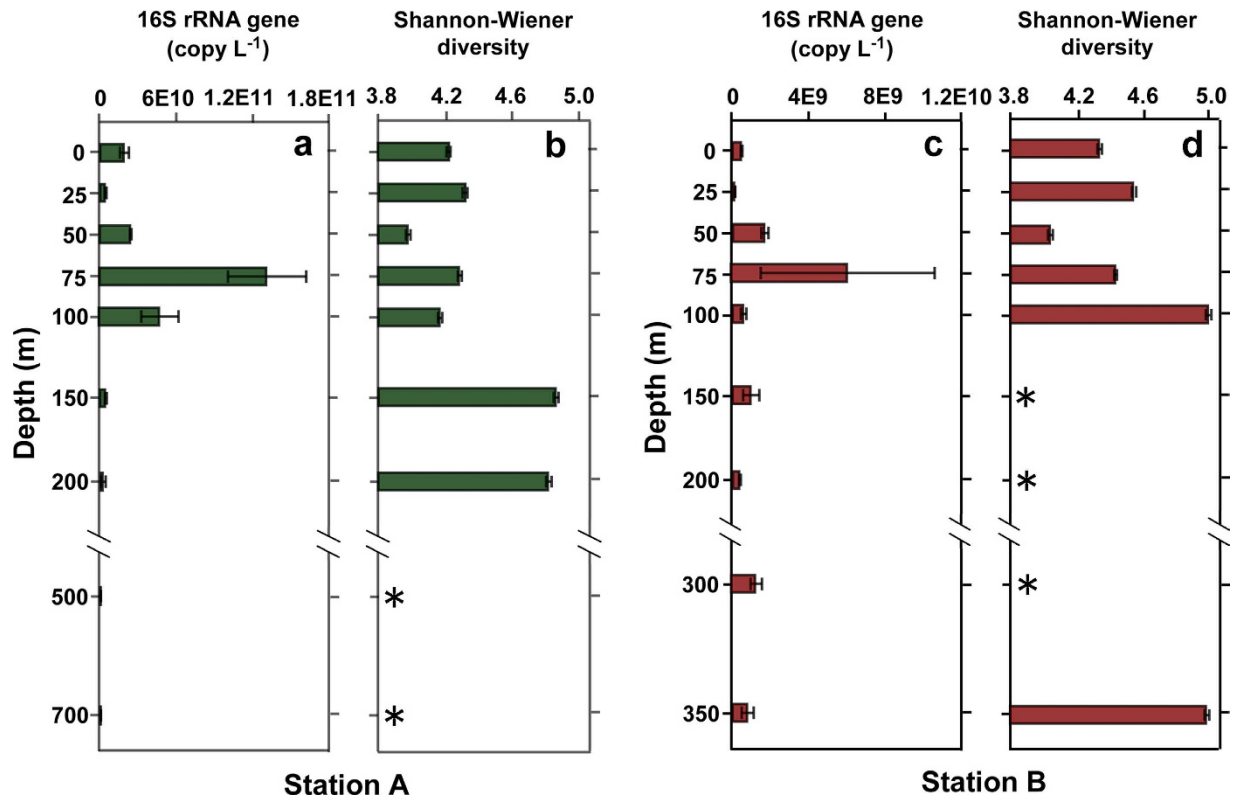 16S rRNA gene
(copy L-1)
0 6E10 1.2E11 1.8E11
a
Shannon-Wiener
diversity
3.8 4.2 4.6 5.0
b
Depth (m)
0
25
50
75
100
150
200
500
*
700
*
Station A
16S rRNA gene
(copy L-1)
0 4E9 8E9 1.2E10
c
Shannon-Wiener
diversity
3.8 4.2 4.6 5.0
d
Depth (m)
0
25
50
75
100
150
*
200
*
300
*
350
Station B